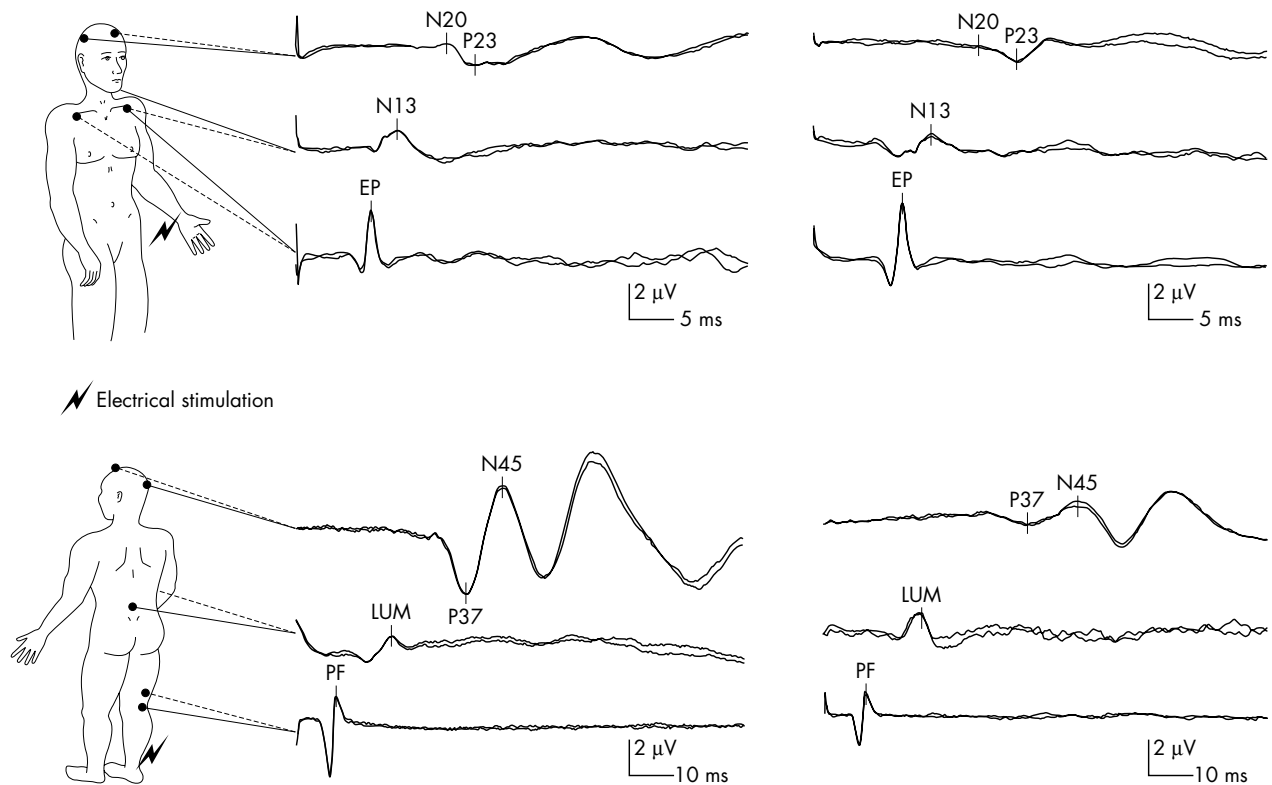 N20
P23
N13
EP
2 µV
5 ms
N20
P23
N13
EP
2 µV
5 ms
Electrical stimulation
N45
P37
LUM
PF
2 µV
10 ms
P37
N45
LUM
PF
2 µV
10 ms